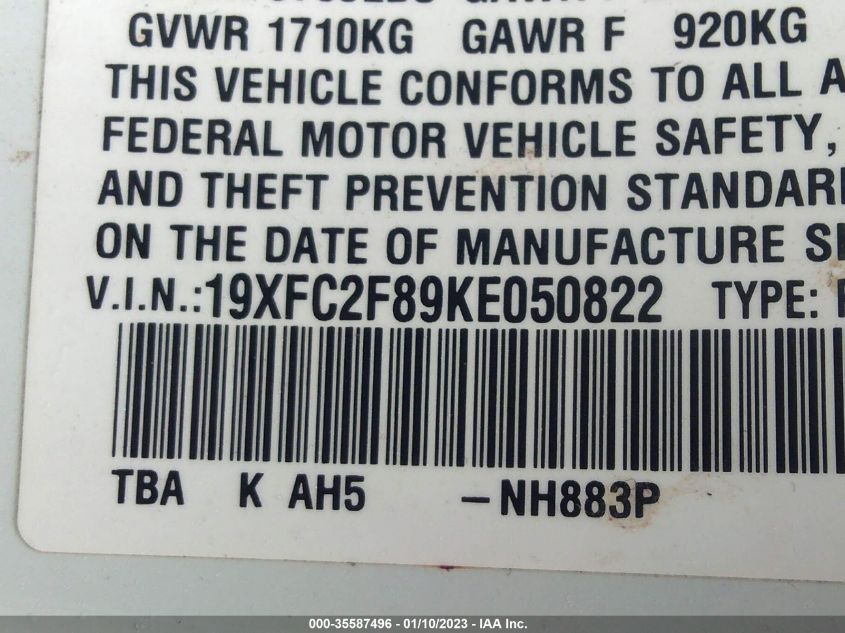 GVWR 1710KG GAWR F 920KG
THIS VEHICLE CONFORMS TO ALL A
FEDERAL MOTOR VEHICLE SAFETY,
AND THEFT PREVENTION STANDARD
ON THE DATE OF MANUFACTURE
V.I.N.:19XFC2F89KE050822 TYPE:
TBA K AH5 -NH883P
000-35587496 - 01/10/2023 - IAA Inc.